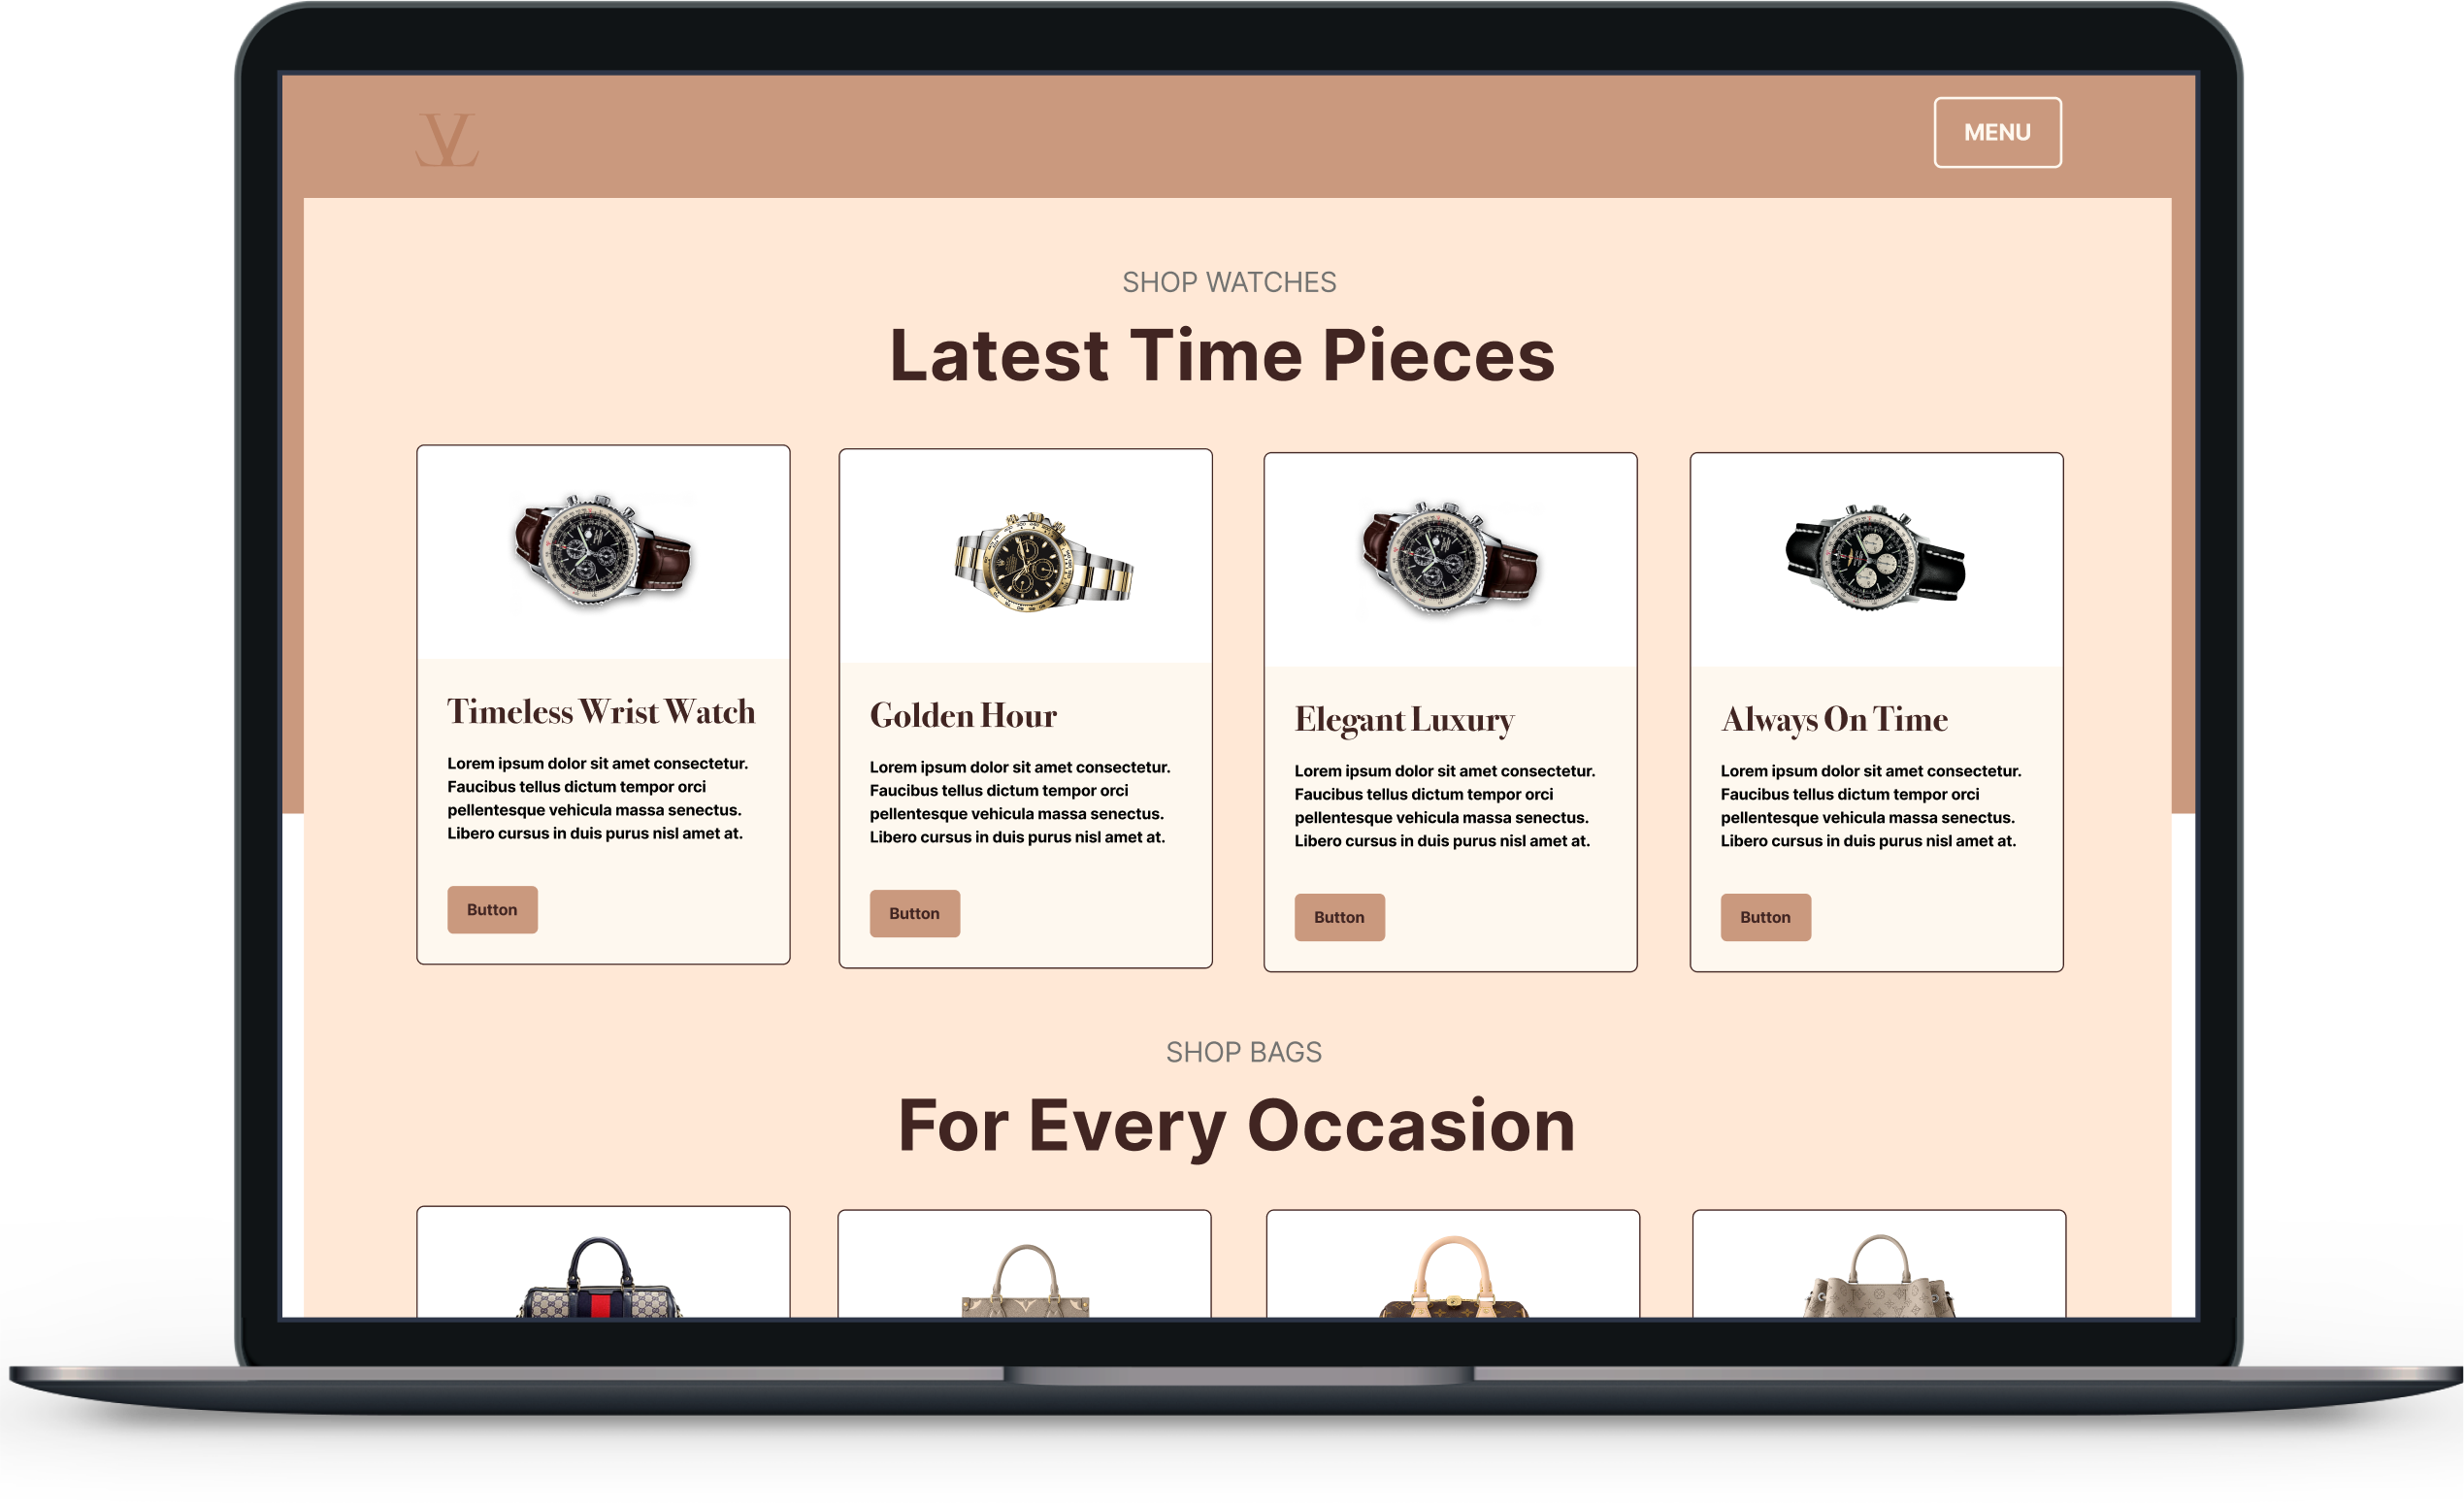 MENU
SHOP WATCHES
Latest Time Pieces
Timeless Wrist Watch
Lorem ipsum dolor sit amet consectetur.
Faucibus tellus dictum tempor orci
pellentesque vehicula massa senectus.
Libero cursus in duis purus nisl amet at.
Button
Golden Hour
Lorem ipsum dolor sit amet consectetur.
Faucibus tellus dictum tempor orci
pellentesque vehicula massa senectus.
Libero cursus in duis purus nisl amet at.
Button
Elegant Luxury
Lorem ipsum dolor sit amet consectetur.
Faucibus tellus dictum tempor orci
pellentesque vehicula massa senectus.
Libero cursus in duis purus nisl amet at.
Button
Always On Time
Lorem ipsum dolor sit amet consectetur.
Faucibus tellus dictum tempor orci
pellentesque vehicula massa senectus.
Libero cursus in duis purus nisl amet at.
Button
SHOP BAGS
For Every Occasion